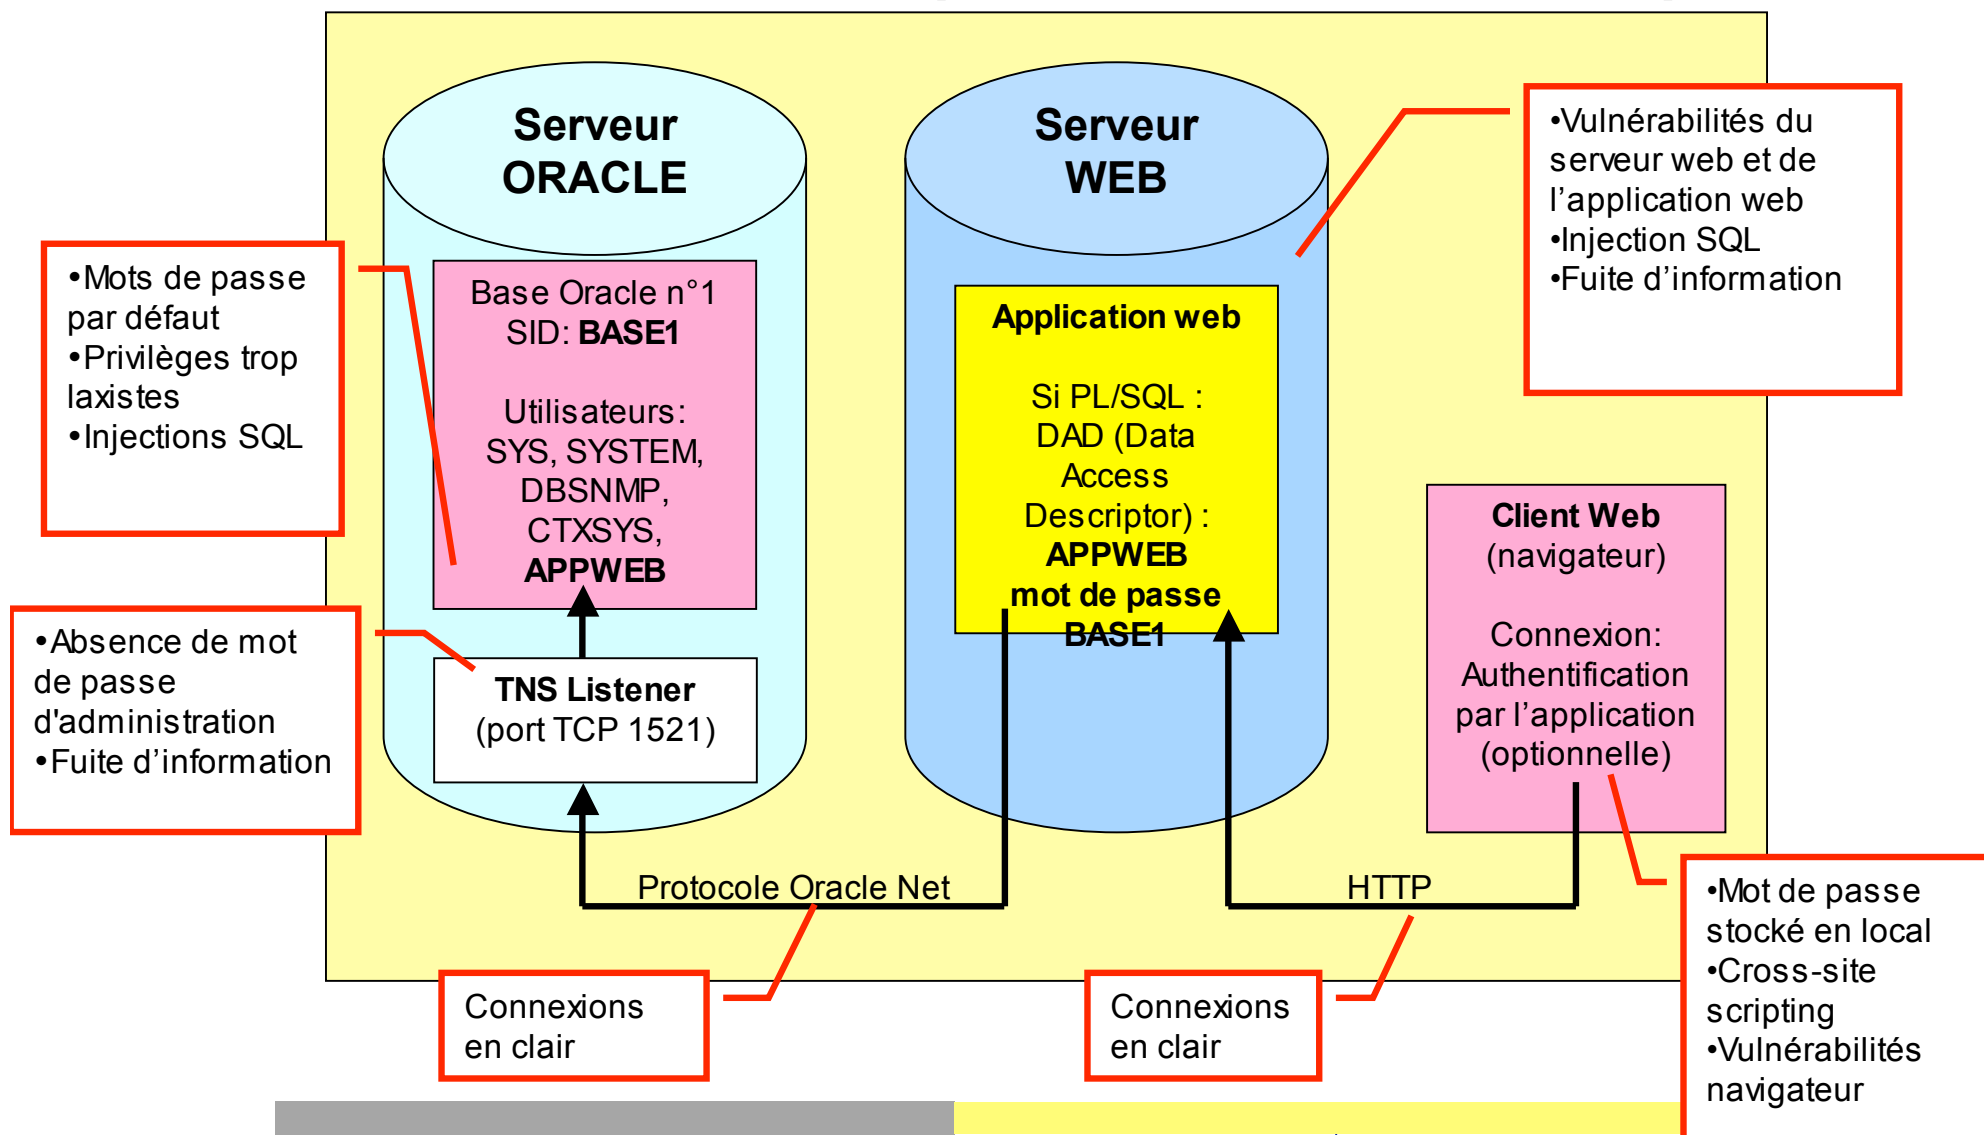 Serveur
ORACLE
Serveur
WEB
•Vulnérabilités du
serveur web et de
l’application web
•Injection SQL
•Fuite d’information
•Mots de passe
par défaut
•Privilèges trop
laxistes
•Injections SQL
Base Oracle n°1
SID: BASE1
Utilisateurs:
SYS, SYSTEM,
DBSNMP,
CTXSYS,
APPWEB
Application web
Si PL/SQL :
DAD (Data
Access
Descriptor) :
APPWEB
mot de passe
BASE1
Client Web
(navigateur)
Connexion:
Authentification
par l’application
(optionnelle)
•Absence de mot
de passe
d'administration
•Fuite d’information
TNS Listener
(port TCP 1521)
Protocole Oracle Net
HTTP
•Mot de passe
stocké en local
•Cross-site
scripting
•Vulnérabilités
navigateur
Connexions
en clair
Connexions
en clair